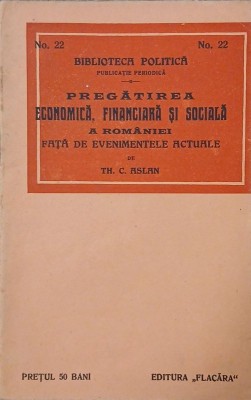 No. 22 No. 22
BIBLIOTECA POLITICĂ
PUBLICAȚIE PERIODICĂ
PREGĂTIREA
ECONOMICĂ, FINANCIARĂ ȘI SOCIALĂ
A ROMÂNIEI
FAȚĂ DE EVENIMENTELE ACTUALE
DE
TH. C. ASLAN
PREȚUL 50 BANI EDITURA „FLACĂRA"